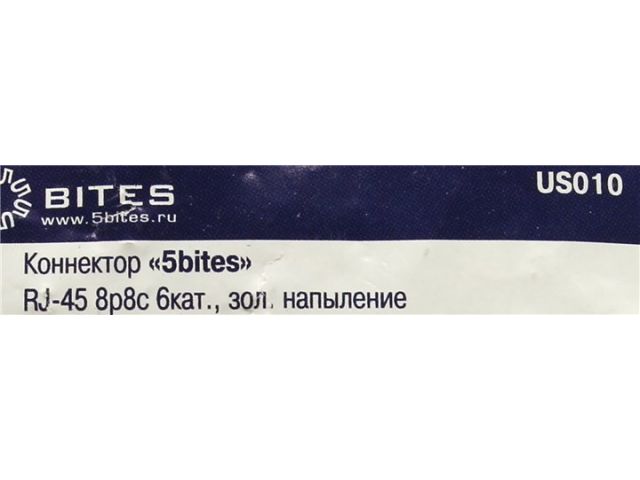 BITES
US010
www.5bites.ru
Коннектор «5bites»
RJ-45 8p8c 6кат., зол. напыление